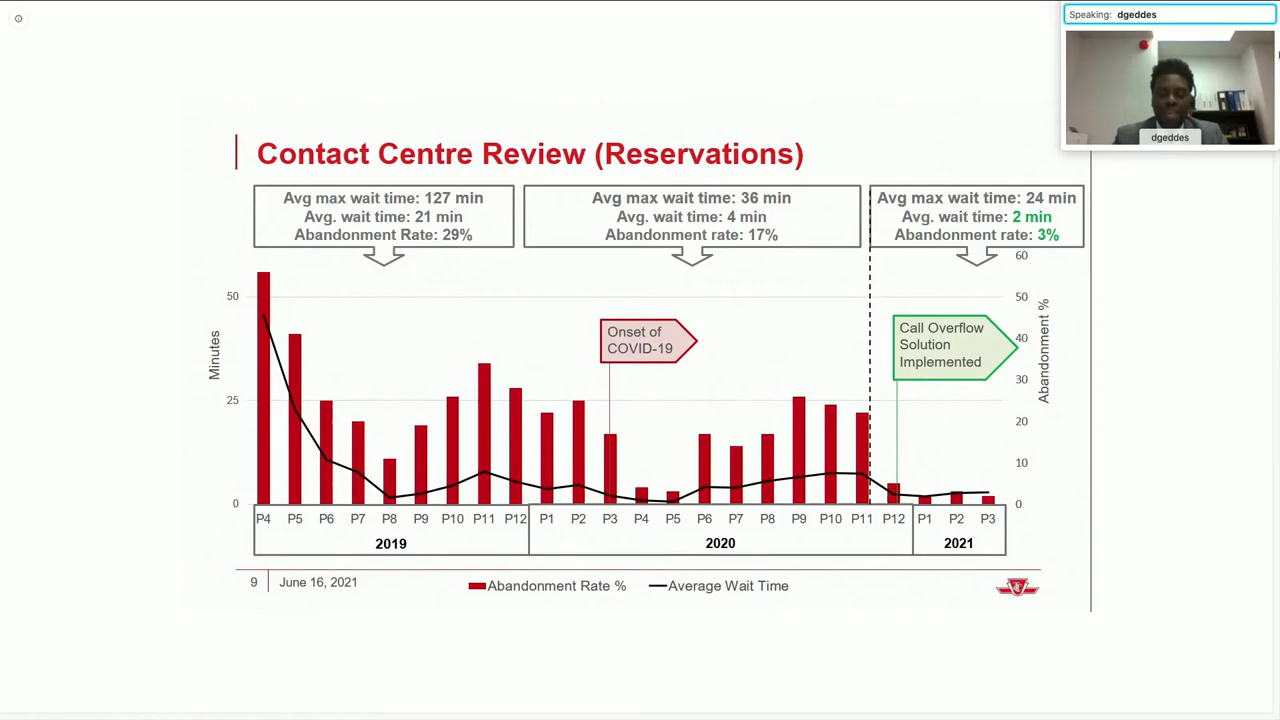 Speaking: dgeddes
dgeddes
Contact Centre Review (Reservations)
Avg max wait time: 127 min
Avg. wait time: 21 min
Abandonment Rate: 29%
Avg max wait time: 36 min
Avg. wait time: 4 min
Abandonment rate: 17%
Avg max wait time: 24 min
Avg. wait time: 2 min
Abandonment rate: 3%
Minutes
50
25
0
Onset of
COVID-19
Call Overflow
Solution
Implemented
60
50
40
30
20
10
0
Abandonment %
P4 P5 P6 P7 P8 P9 P10 P11 P12 P1 P2 P3 P4 P5 P6 P7 P8 P9 P10 P11 P12 P1 P2 P3
2019 2020 2021
9 June 16, 2021
Abandonment Rate % Average Wait Time